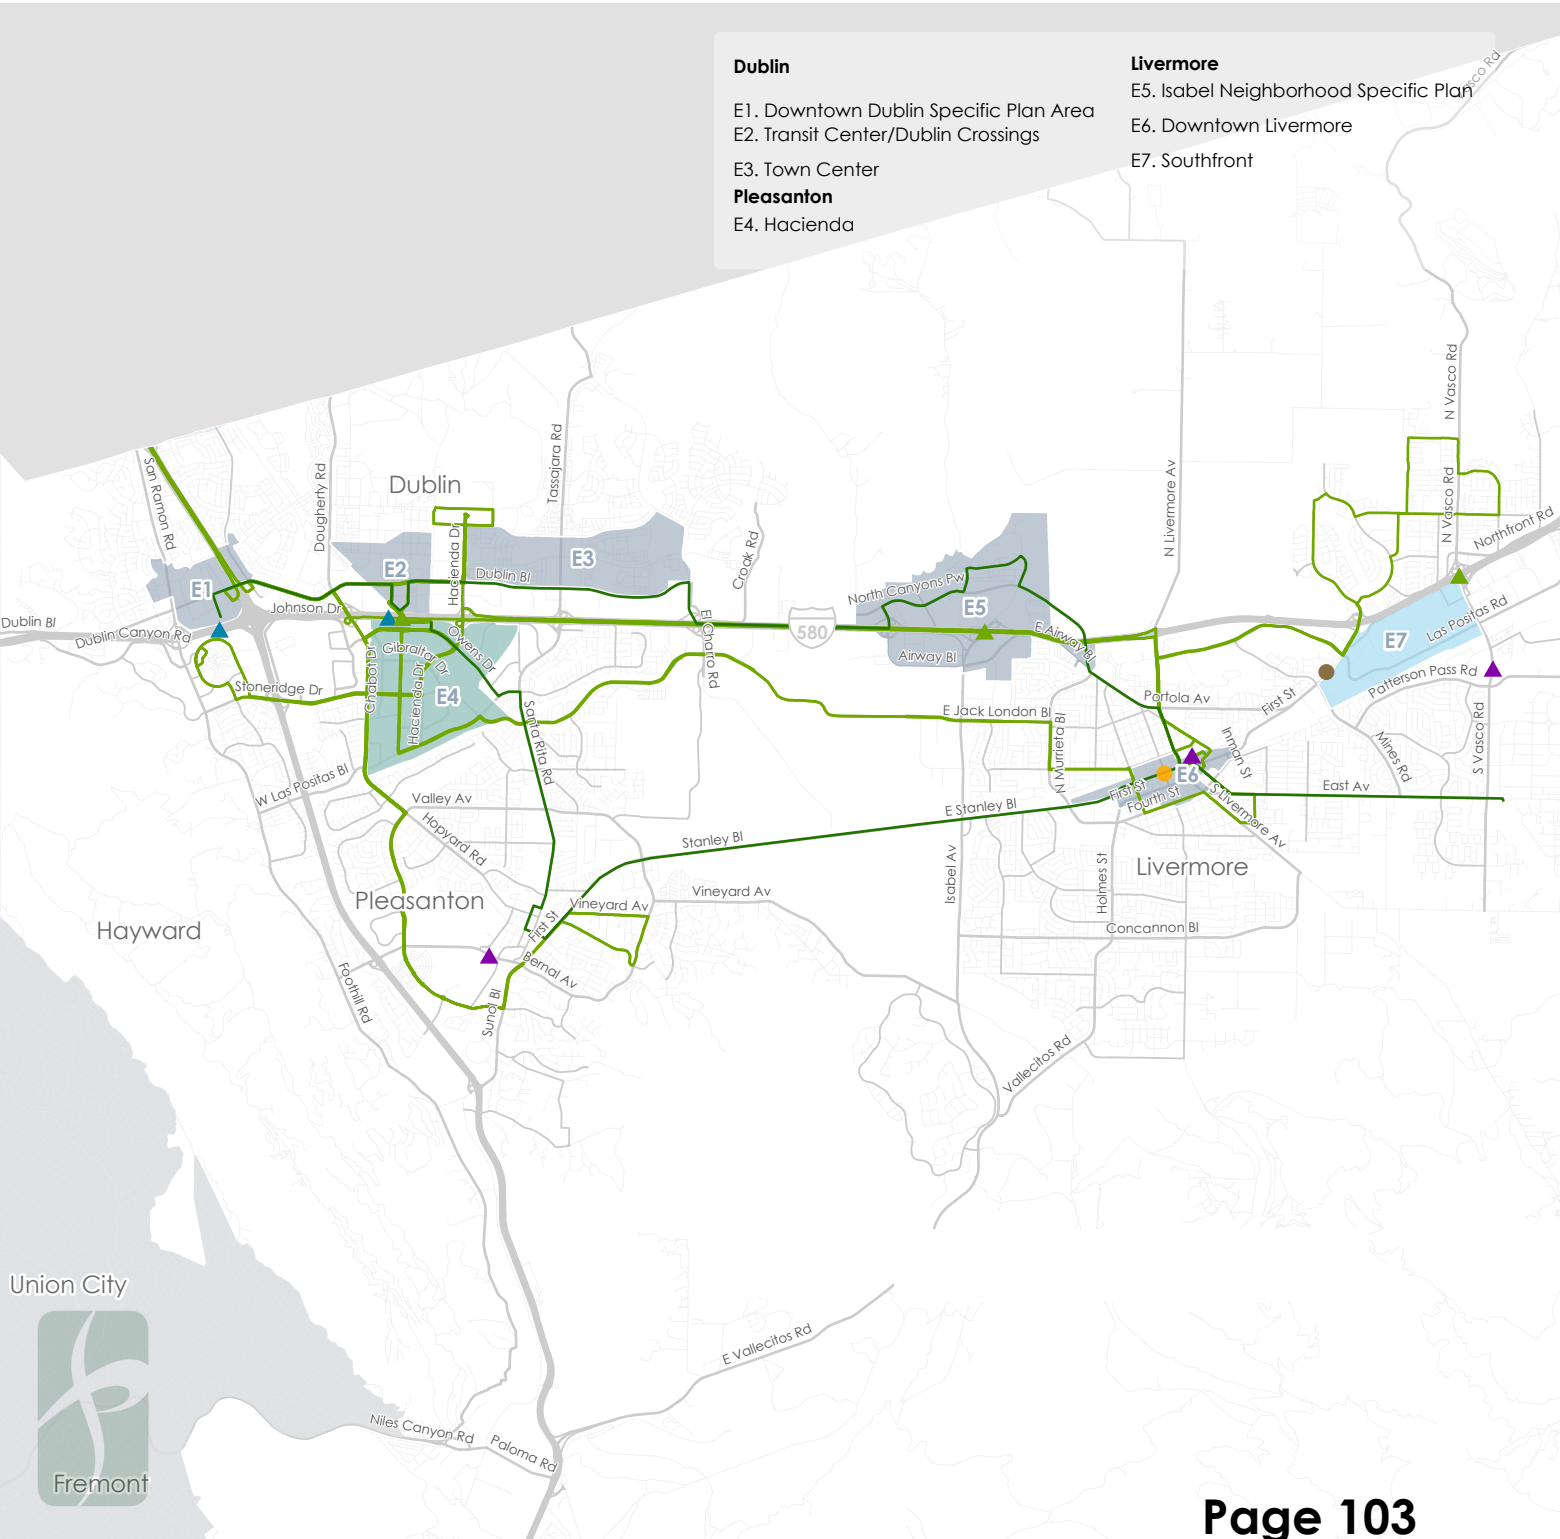 Dublin
E1. Downtown Dublin Specific Plan Area
E2. Transit Center/Dublin Crossings
E3. Town Center
Pleasanton
E4. Hacienda
Livermore
E5. Isabel Neighborhood Specific Plan
E6. Downtown Livermore
E7. Southfront
N Vasco Rd
San Ramon Rd
Dougherty Rd
Dublin
Tassajara Rd
N Livermore Av
N Vasco Rd
Northfront Rd
Hacienda Dr
Croak Rd
E1
E2
E3
Dublin Bl
North Canyons Pw
E5
Johnson Dr
Dublin Bl
Dublin Canyon Rd
580
E Airway Bl
Airway Bl
E7
Las Positas Rd
El Charro Rd
Owens Dr
Gibraltar Dr
Chabot Dr
Hacienda Dr
E4
Stoneridge Dr
Santa Rita Rd
E Jack London Bl
N Murrieta Bl
Portola Av
First St
Patterson Pass Rd
Inman St
Mines Rd
S Vasco Rd
W Las Positas Bl
Valley Av
Hopyard Rd
E6
First St
Fourth St
S Livermore Av
East Av
E Stanley Bl
Stanley Bl
Isabel Av
Holmes St
Livermore
Pleasanton
Vineyard Av
Vineyard Av
First St
Concannon Bl
Hayward
Bernal Av
Foothill Rd
Sunol Bl
Vallecitos Rd
Union City
E Vallecitos Rd
Niles Canyon Rd
Paloma Rd
Fremont
Page 103